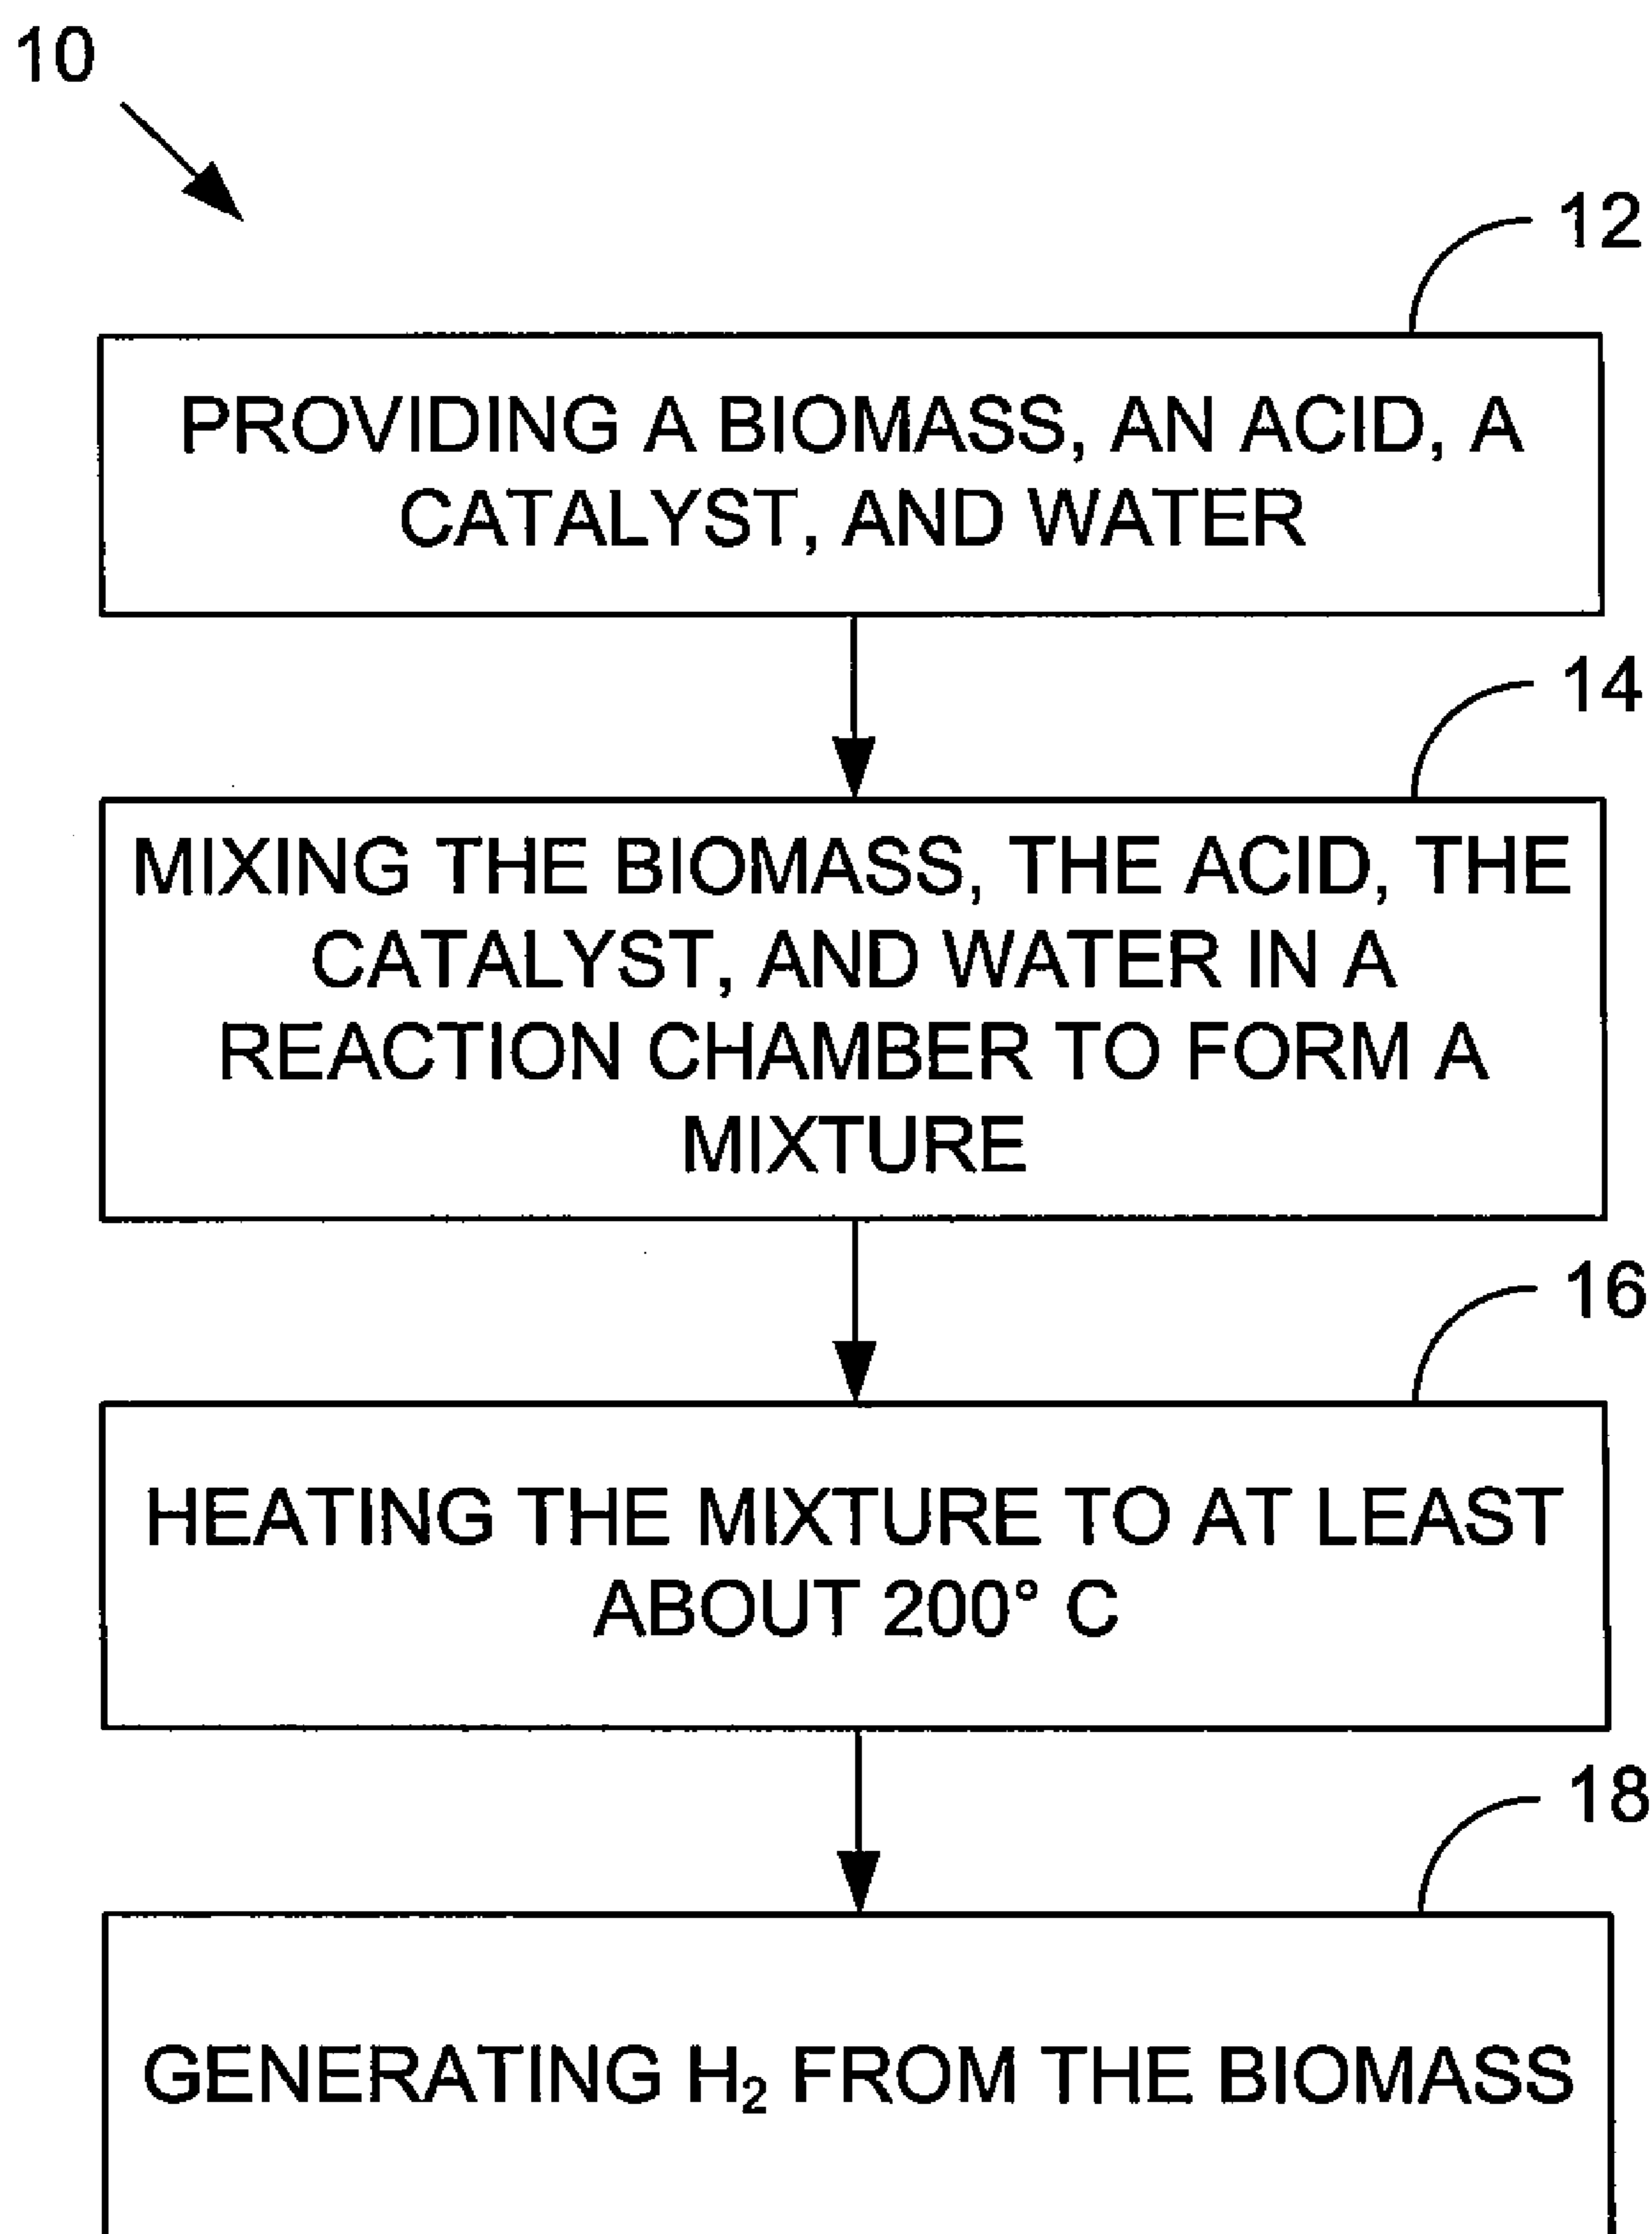 10
12
PROVIDING A BIOMASS, AN ACID, A
CATALYST, AND WATER
14
MIXING THE BIOMASS, THE ACID, THE
CATALYST, AND WATER IN A
REACTION CHAMBER TO FORM A
MIXTURE
16
HEATING THE MIXTURE TO AT LEAST
ABOUT 200° C
18
GENERATING H₂ FROM THE BIOMASS